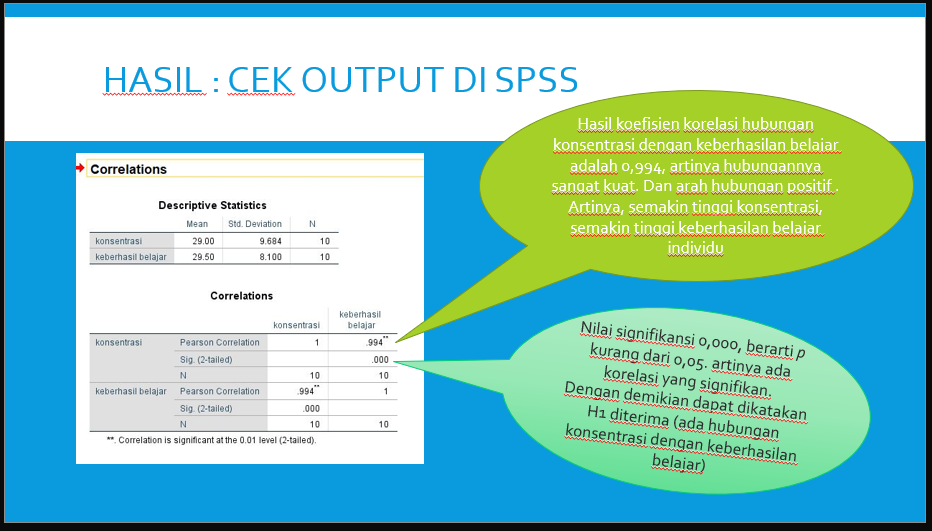 HASIL : CEK OUTPUT DI SPSS
Hasil koefisien korelasi hubungan
konsentrasi dengan keberhasilan belajar
adalah 0,994, artinya hubungannya
sangat kuat. Dan arah hubungan positif .
Artinya, semakin tinggi konsentrasi,
semakin tinggi keberhasilan belajar
individu
Correlations
Descriptive Statistics
Mean Std. Deviation N
konsentrasi 29.00 9.684 10
keberhasil belajar 29.50 8.100 10
Correlations
konsentrasi keberhasil belajar
konsentrasi Pearson Correlation 1 .994**
Sig. (2-tailed) .000
N 10 10
keberhasil belajar Pearson Correlation .994** 1
Sig. (2-tailed) .000
N 10 10
**. Correlation is significant at the 0.01 level (2-tailed).
Nilai signifikansi 0,000, berarti p
kurang dari 0,05. artinya ada
korelasi yang signifikan.
Dengan demikian dapat dikatakan
H1 diterima (ada hubungan
konsentrasi dengan keberhasilan
belajar)